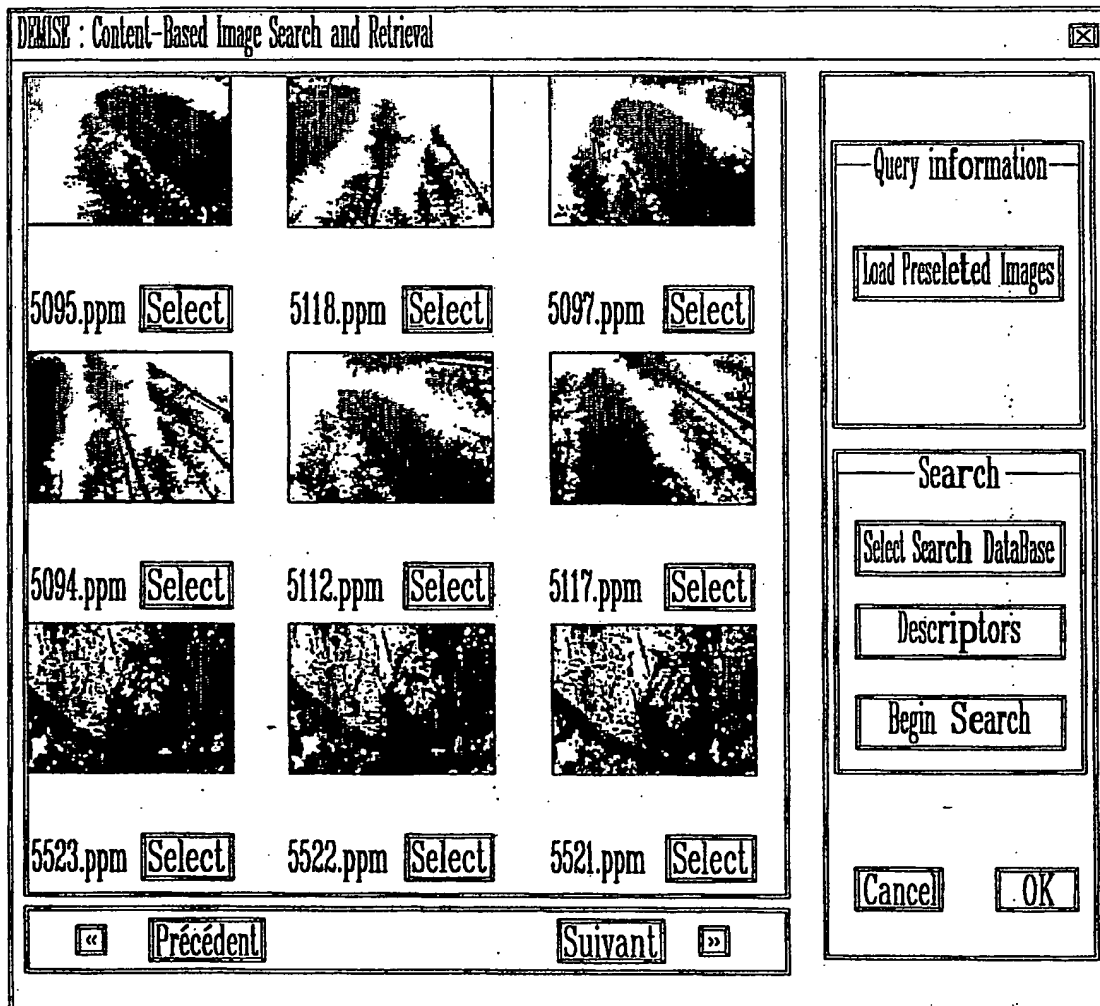 DEMISE : Content-Based Image Search and Retrieval
5095.ppm Select 5118.ppm Select 5097.ppm Select
5094.ppm Select 5112.ppm Select 5117.ppm Select
5523.ppm Select 5522.ppm Select 5521.ppm Select
« Précédent Suivant »
Query information
Load Preseleted Images
Search
Select Search DataBase
Descriptors
Begin Search
Cancel OK